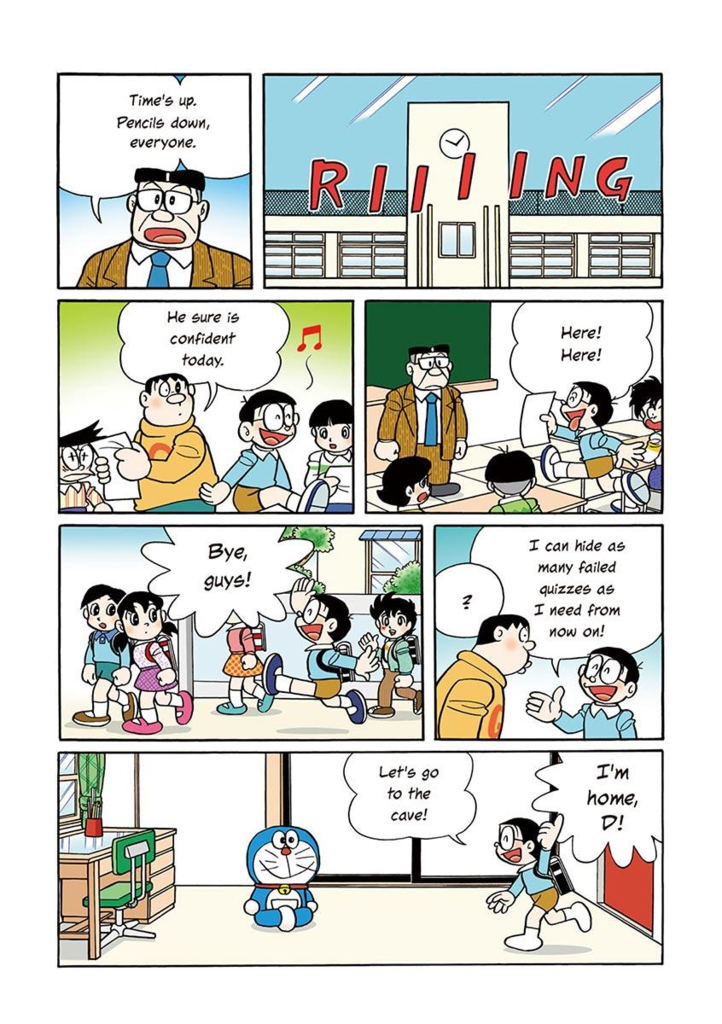 Time's up.
Pencils down,
everyone.
RIIIING
He sure is
confident
today.
Here!
Here!
Bye,
guys!
?
I can hide as
many failed
quizzes as
I need from
now on!
Let's go
to the
cave!
I'm
home,
D!